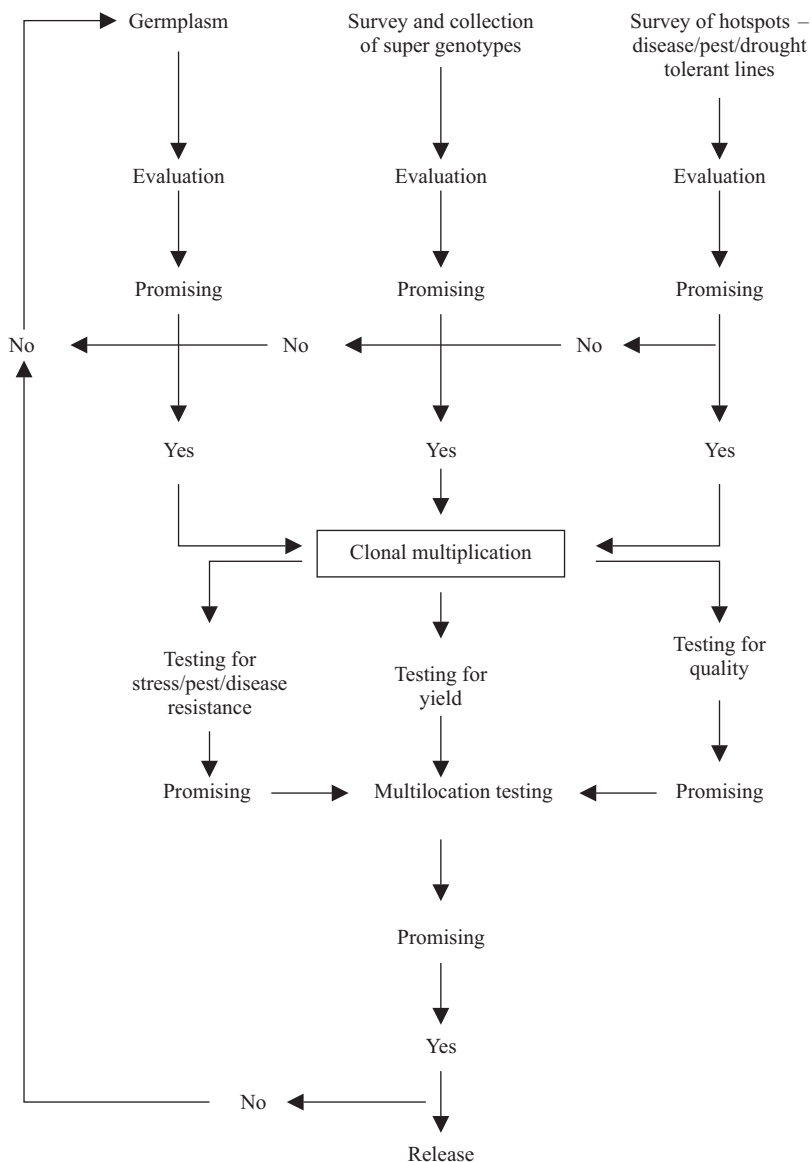 Germplasm
Survey and collection
of super genotypes
Survey of hotspots –
disease/pest/drought
tolerant lines
Evaluation
Evaluation
Evaluation
Promising
Promising
Promising
No
No
No
Yes
Yes
Yes
Clonal multiplication
Testing for
stress/pest/disease
resistance
Testing for
yield
Testing for
quality
Promising
Multilocation testing
Promising
Promising
Yes
No
Release